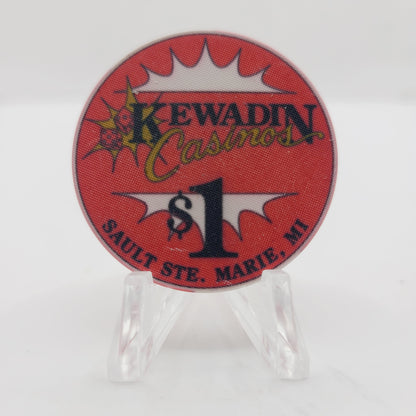 KEWADIN
Casinos
$1
SAULT STE. MARIE, MI